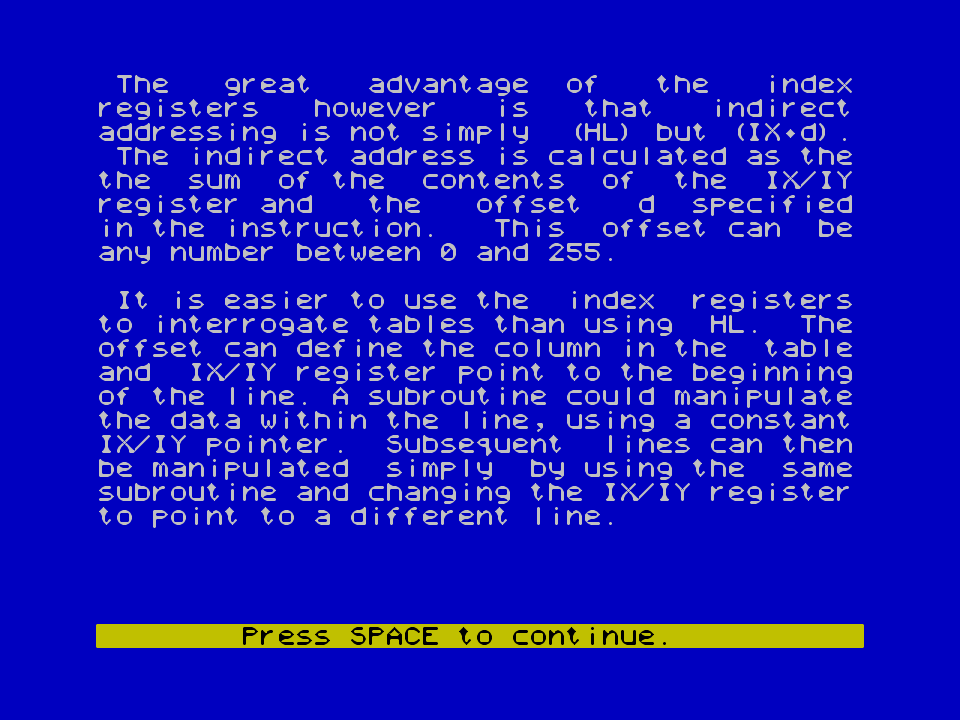 The great advantage of the index
registers however is that indirect
addressing is not simply (HL) but (IX+d).
The indirect address is calculated as the
the sum of the contents of the IX/IY
register and the offset d specified
in the instruction. This offset can be
any number between 0 and 255.
It is easier to use the index registers
to interrogate tables than using HL. The
offset can define the column in the table
and IX/IY register point to the beginning
of the line. A subroutine could manipulate
the data within the line, using a constant
IX/IY pointer. Subsequent lines can then
be manipulated simply by using the same
subroutine and changing the IX/IY register
to point to a different line.
Press SPACE to continue.